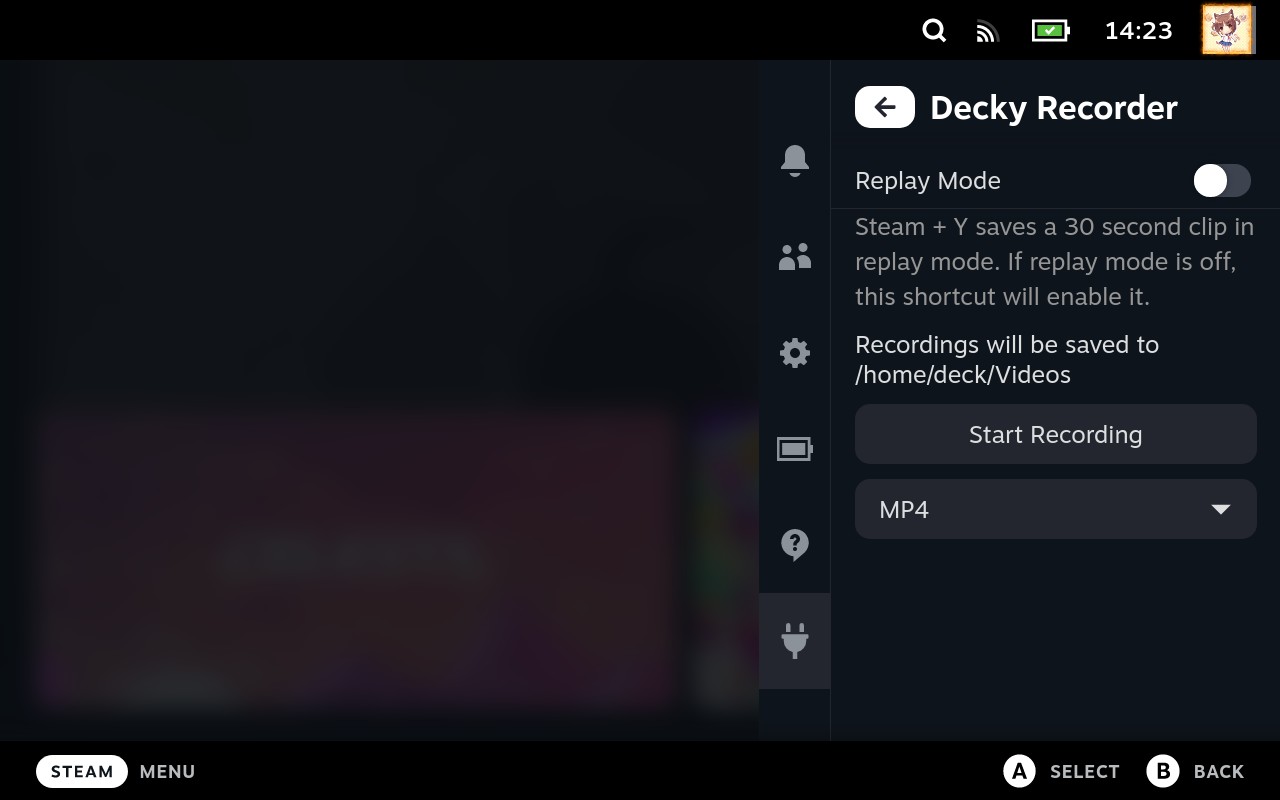 14:23
Decky Recorder
Replay Mode
Steam + Y saves a 30 second clip in
replay mode. If replay mode is off,
this shortcut will enable it.
Recordings will be saved to
/home/deck/Videos
Start Recording
MP4
STEAM MENU
A SELECT B BACK